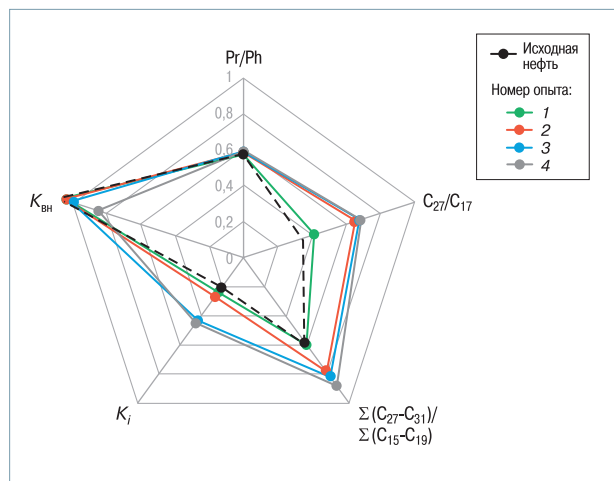 Pr/Ph
1
0,8
0,6
0,4
0,2
0
Исходная
нефть
Номер опыта:
1
2
3
4
Kвн
C27/C17
Ki
Σ(C27-C31)/
Σ(C15-C19)